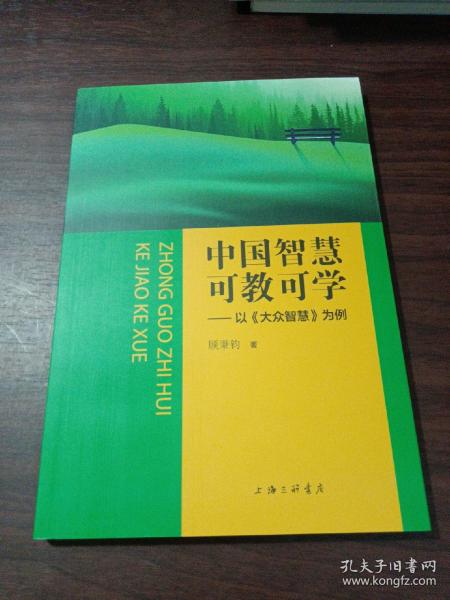 ZHONG GUO ZHI HUI
KE JIAO KE XUE
中国智慧
可教可学
——以《大众智慧》为例
顾秉钧 著
上海三联书店
孔夫子旧书网
www.kongfz.com